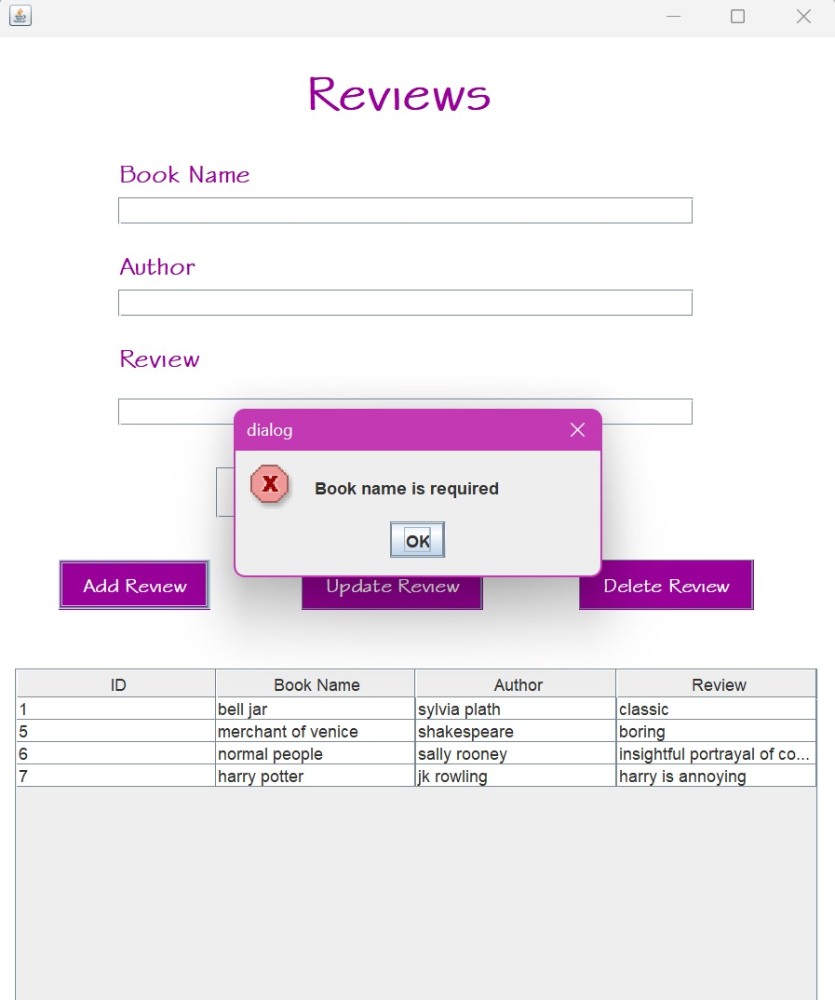 Reviews
Book Name
Author
Review
dialog
X
Book name is required
OK
Add Review Update Review Delete Review
ID Book Name Author Review
1 bell jar sylvia plath classic
5 merchant of venice shakespeare boring
6 normal people sally rooney insightful portrayal of co...
7 harry potter jk rowling harry is annoying